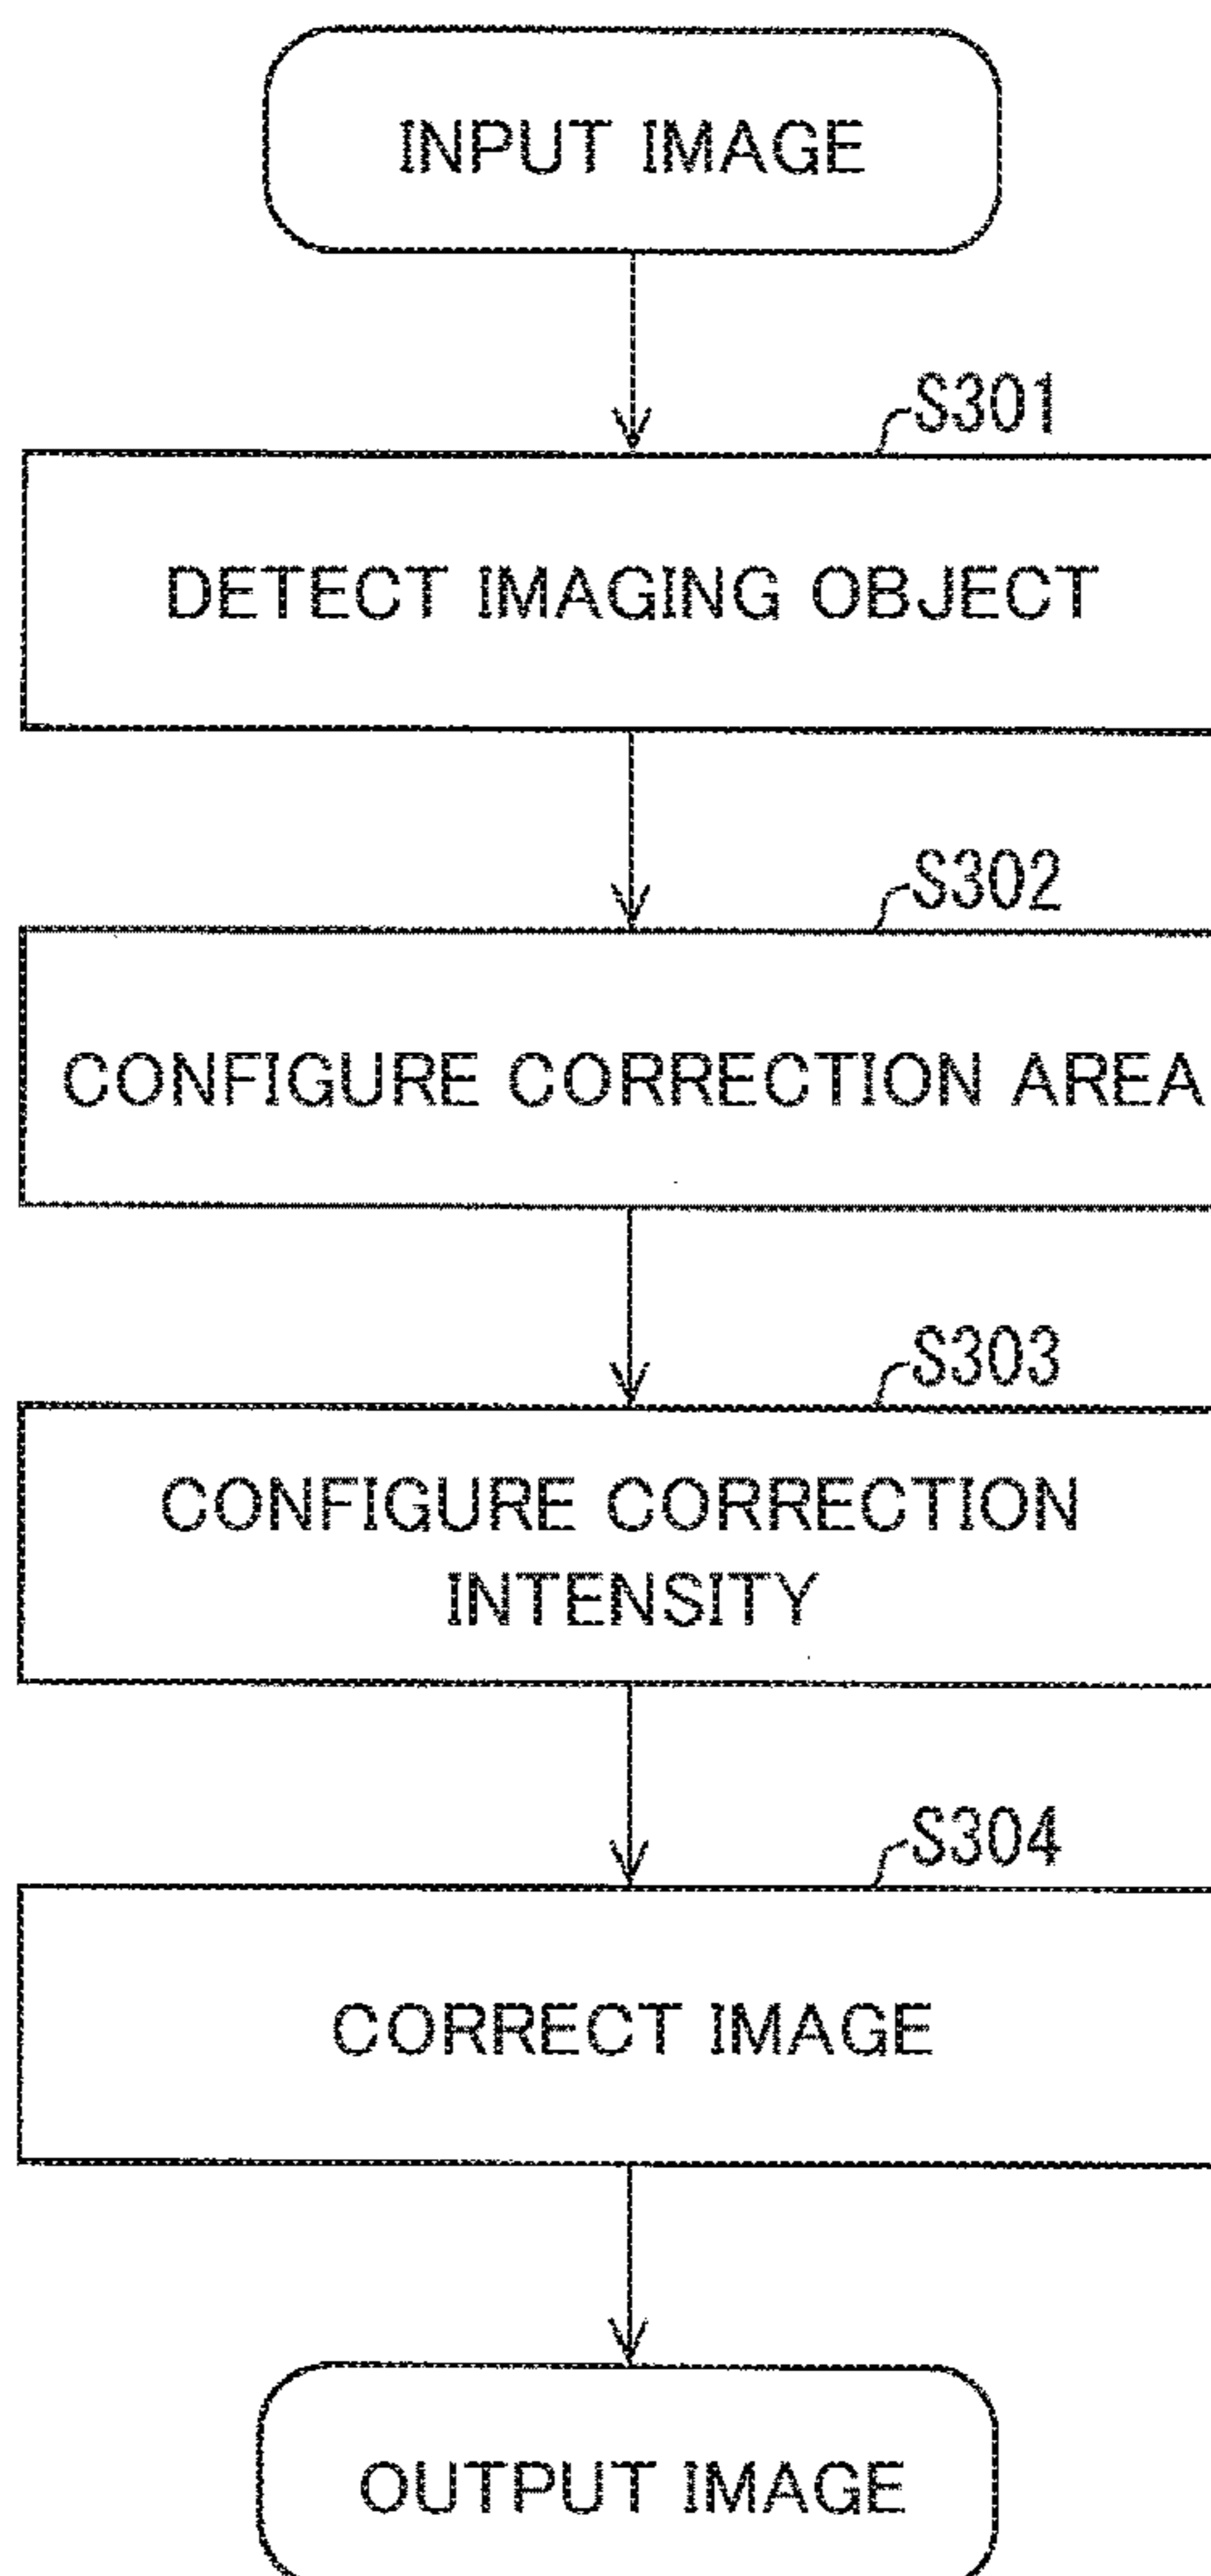 INPUT IMAGE
S301
DETECT IMAGING OBJECT
S302
CONFIGURE CORRECTION AREA
S303
CONFIGURE CORRECTION
INTENSITY
S304
CORRECT IMAGE
OUTPUT IMAGE